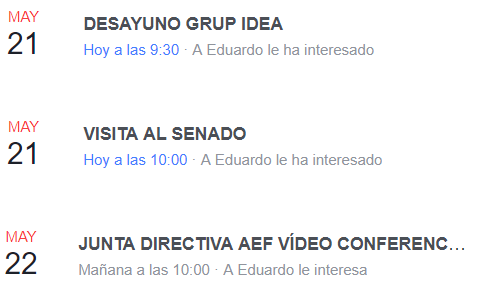 MAY
21
DESAYUNO GRUP IDEA
Hoy a las 9:30 · A Eduardo le ha interesado
MAY
21
VISITA AL SENADO
Hoy a las 10:00 · A Eduardo le ha interesado
MAY
22
JUNTA DIRECTIVA AEF VÍDEO CONFERENC...
Mañana a las 10:00 · A Eduardo le interesa